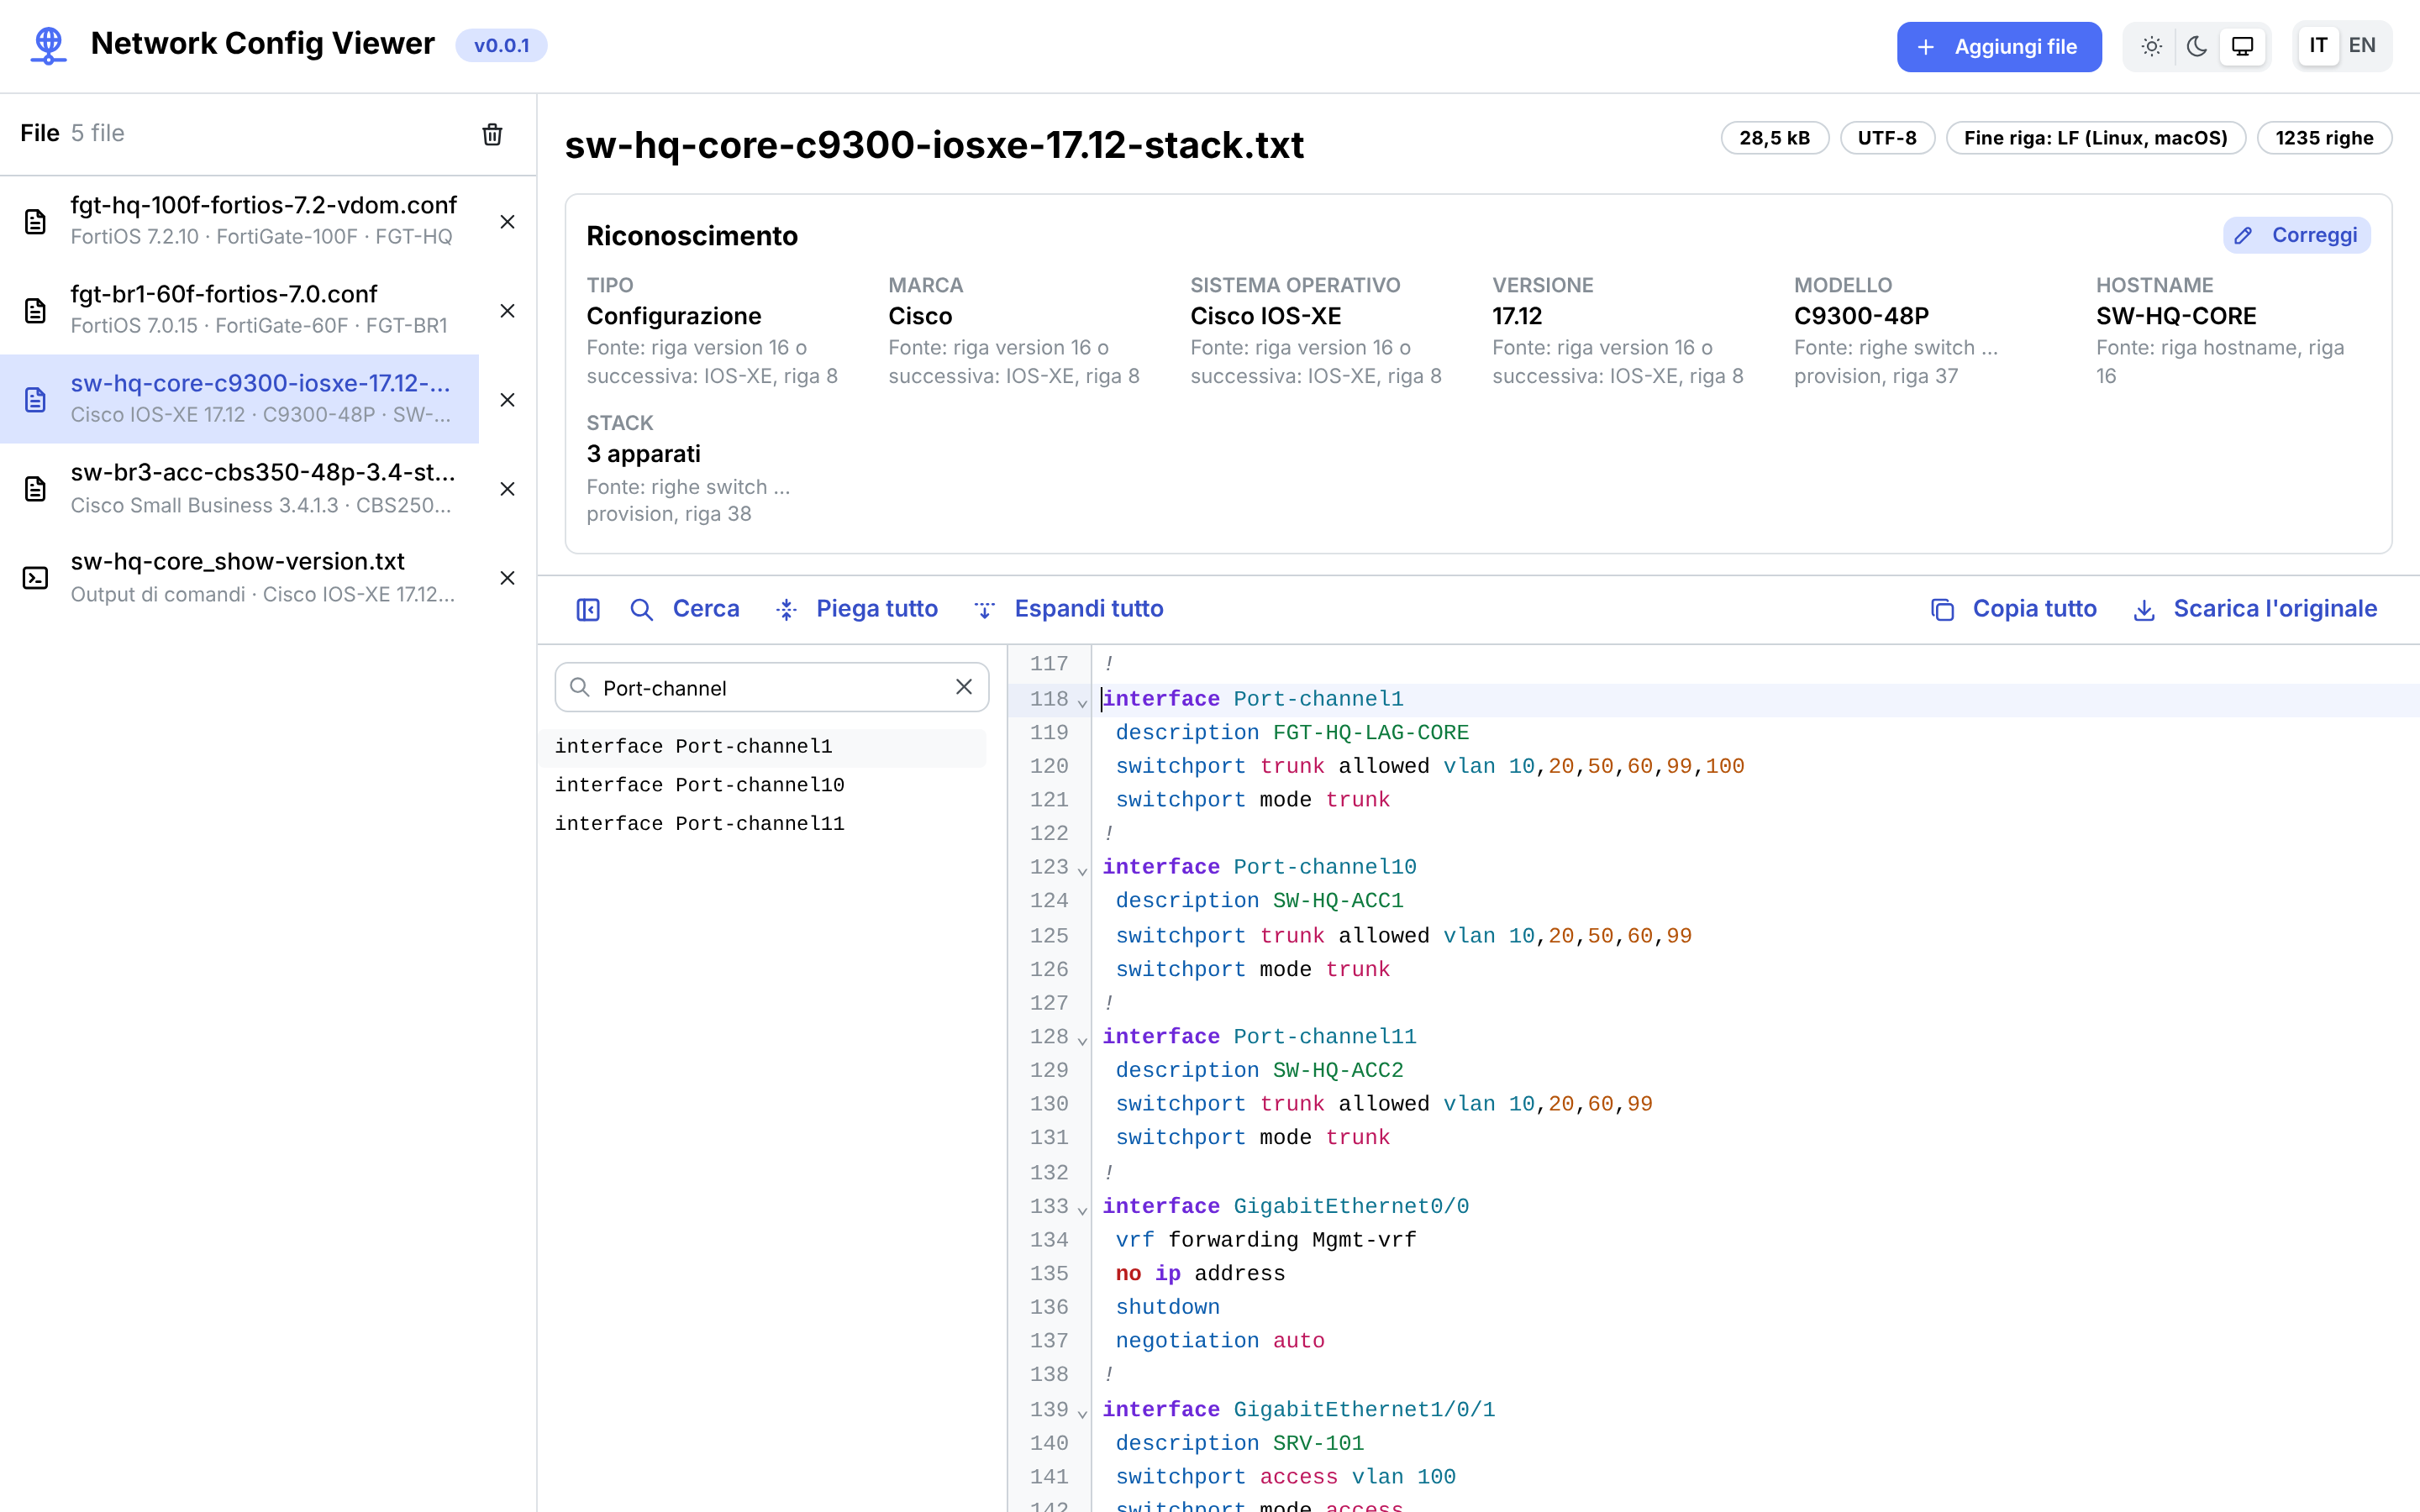 Network Config Viewer v0.0.1
Aggiungi file
IT EN
File 5 file
fgt-hq-100f-fortios-7.2-vdom.conf
FortiOS 7.2.10 · FortiGate-100F · FGT-HQ
fgt-br1-60f-fortios-7.0.conf
FortiOS 7.0.15 · FortiGate-60F · FGT-BR1
sw-hq-core-c9300-iosxe-17.12-...
Cisco IOS-XE 17.12 · C9300-48P · SW-...
sw-br3-acc-cbs350-48p-3.4-st...
Cisco Small Business 3.4.1.3 · CBS250...
sw-hq-core_show-version.txt
Output di comandi · Cisco IOS-XE 17.12...
sw-hq-core-c9300-iosxe-17.12-stack.txt
28,5 kB UTF-8 Fine riga: LF (Linux, macOS) 1235 righe
Riconoscimento
Correggi
TIPO
Configurazione
Fonte: riga version 16 o
successiva: IOS-XE, riga 8
MARCA
Cisco
Fonte: riga version 16 o
successiva: IOS-XE, riga 8
SISTEMA OPERATIVO
Cisco IOS-XE
Fonte: riga version 16 o
successiva: IOS-XE, riga 8
VERSIONE
17.12
Fonte: riga version 16 o
successiva: IOS-XE, riga 8
MODELLO
C9300-48P
Fonte: righe switch ...
provision, riga 37
HOSTNAME
SW-HQ-CORE
Fonte: riga hostname, riga
16
STACK
3 apparati
Fonte: righe switch ...
provision, riga 38
Cerca Piega tutto Espandi tutto Copia tutto Scarica l'originale
Port-channel
interface Port-channel1
interface Port-channel10
interface Port-channel11
117 !
118 interface Port-channel1
119 description FGT-HQ-LAG-CORE
120 switchport trunk allowed vlan 10,20,50,60,99,100
121 switchport mode trunk
122 !
123 interface Port-channel10
124 description SW-HQ-ACC1
125 switchport trunk allowed vlan 10,20,50,60,99
126 switchport mode trunk
127 !
128 interface Port-channel11
129 description SW-HQ-ACC2
130 switchport trunk allowed vlan 10,20,60,99
131 switchport mode trunk
132 !
133 interface GigabitEthernet0/0
134 vrf forwarding Mgmt-vrf
135 no ip address
136 shutdown
137 negotiation auto
138 !
139 interface GigabitEthernet1/0/1
140 description SRV-101
141 switchport access vlan 100
142 switchport mode access